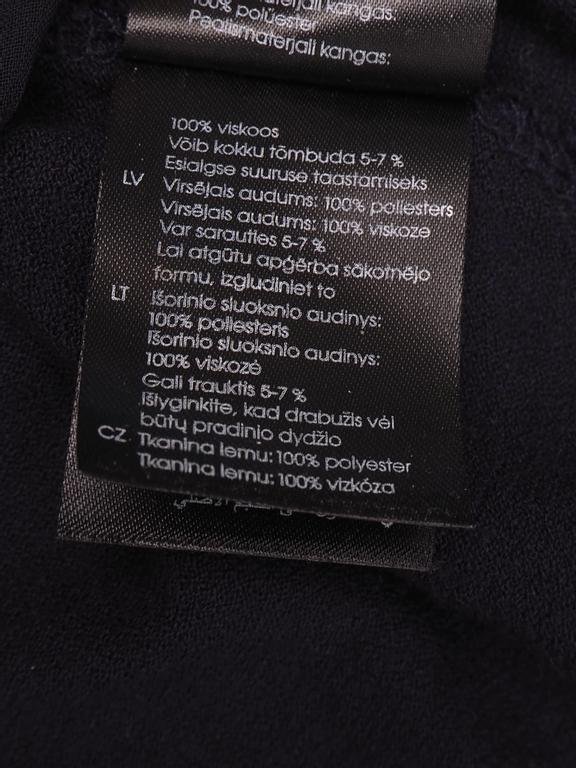 100% polüester
Pealismaterjali kangas:
100% viskoos
Võib kokku tõmbuda 5-7 %
Esialgse suuruse taastamiseks
LV Virsējais audums: 100% poliesters
Virsējais audums: 100% viskoze
Var sarauties 5-7 %
Lai atgūtu apģērba sākotnējo
formu, izgludiniet to
LT Išorinio sluoksnio audinys:
100% poliesteris
Išorinio sluoksnio audinys:
100% viskozė
Gali trauktis 5-7 %
Išlyginkite, kad drabužis vėl
būtų pradinio dydžio
CZ Tkanina lemu: 100% polyester
Tkanina lemu: 100% vizkóza